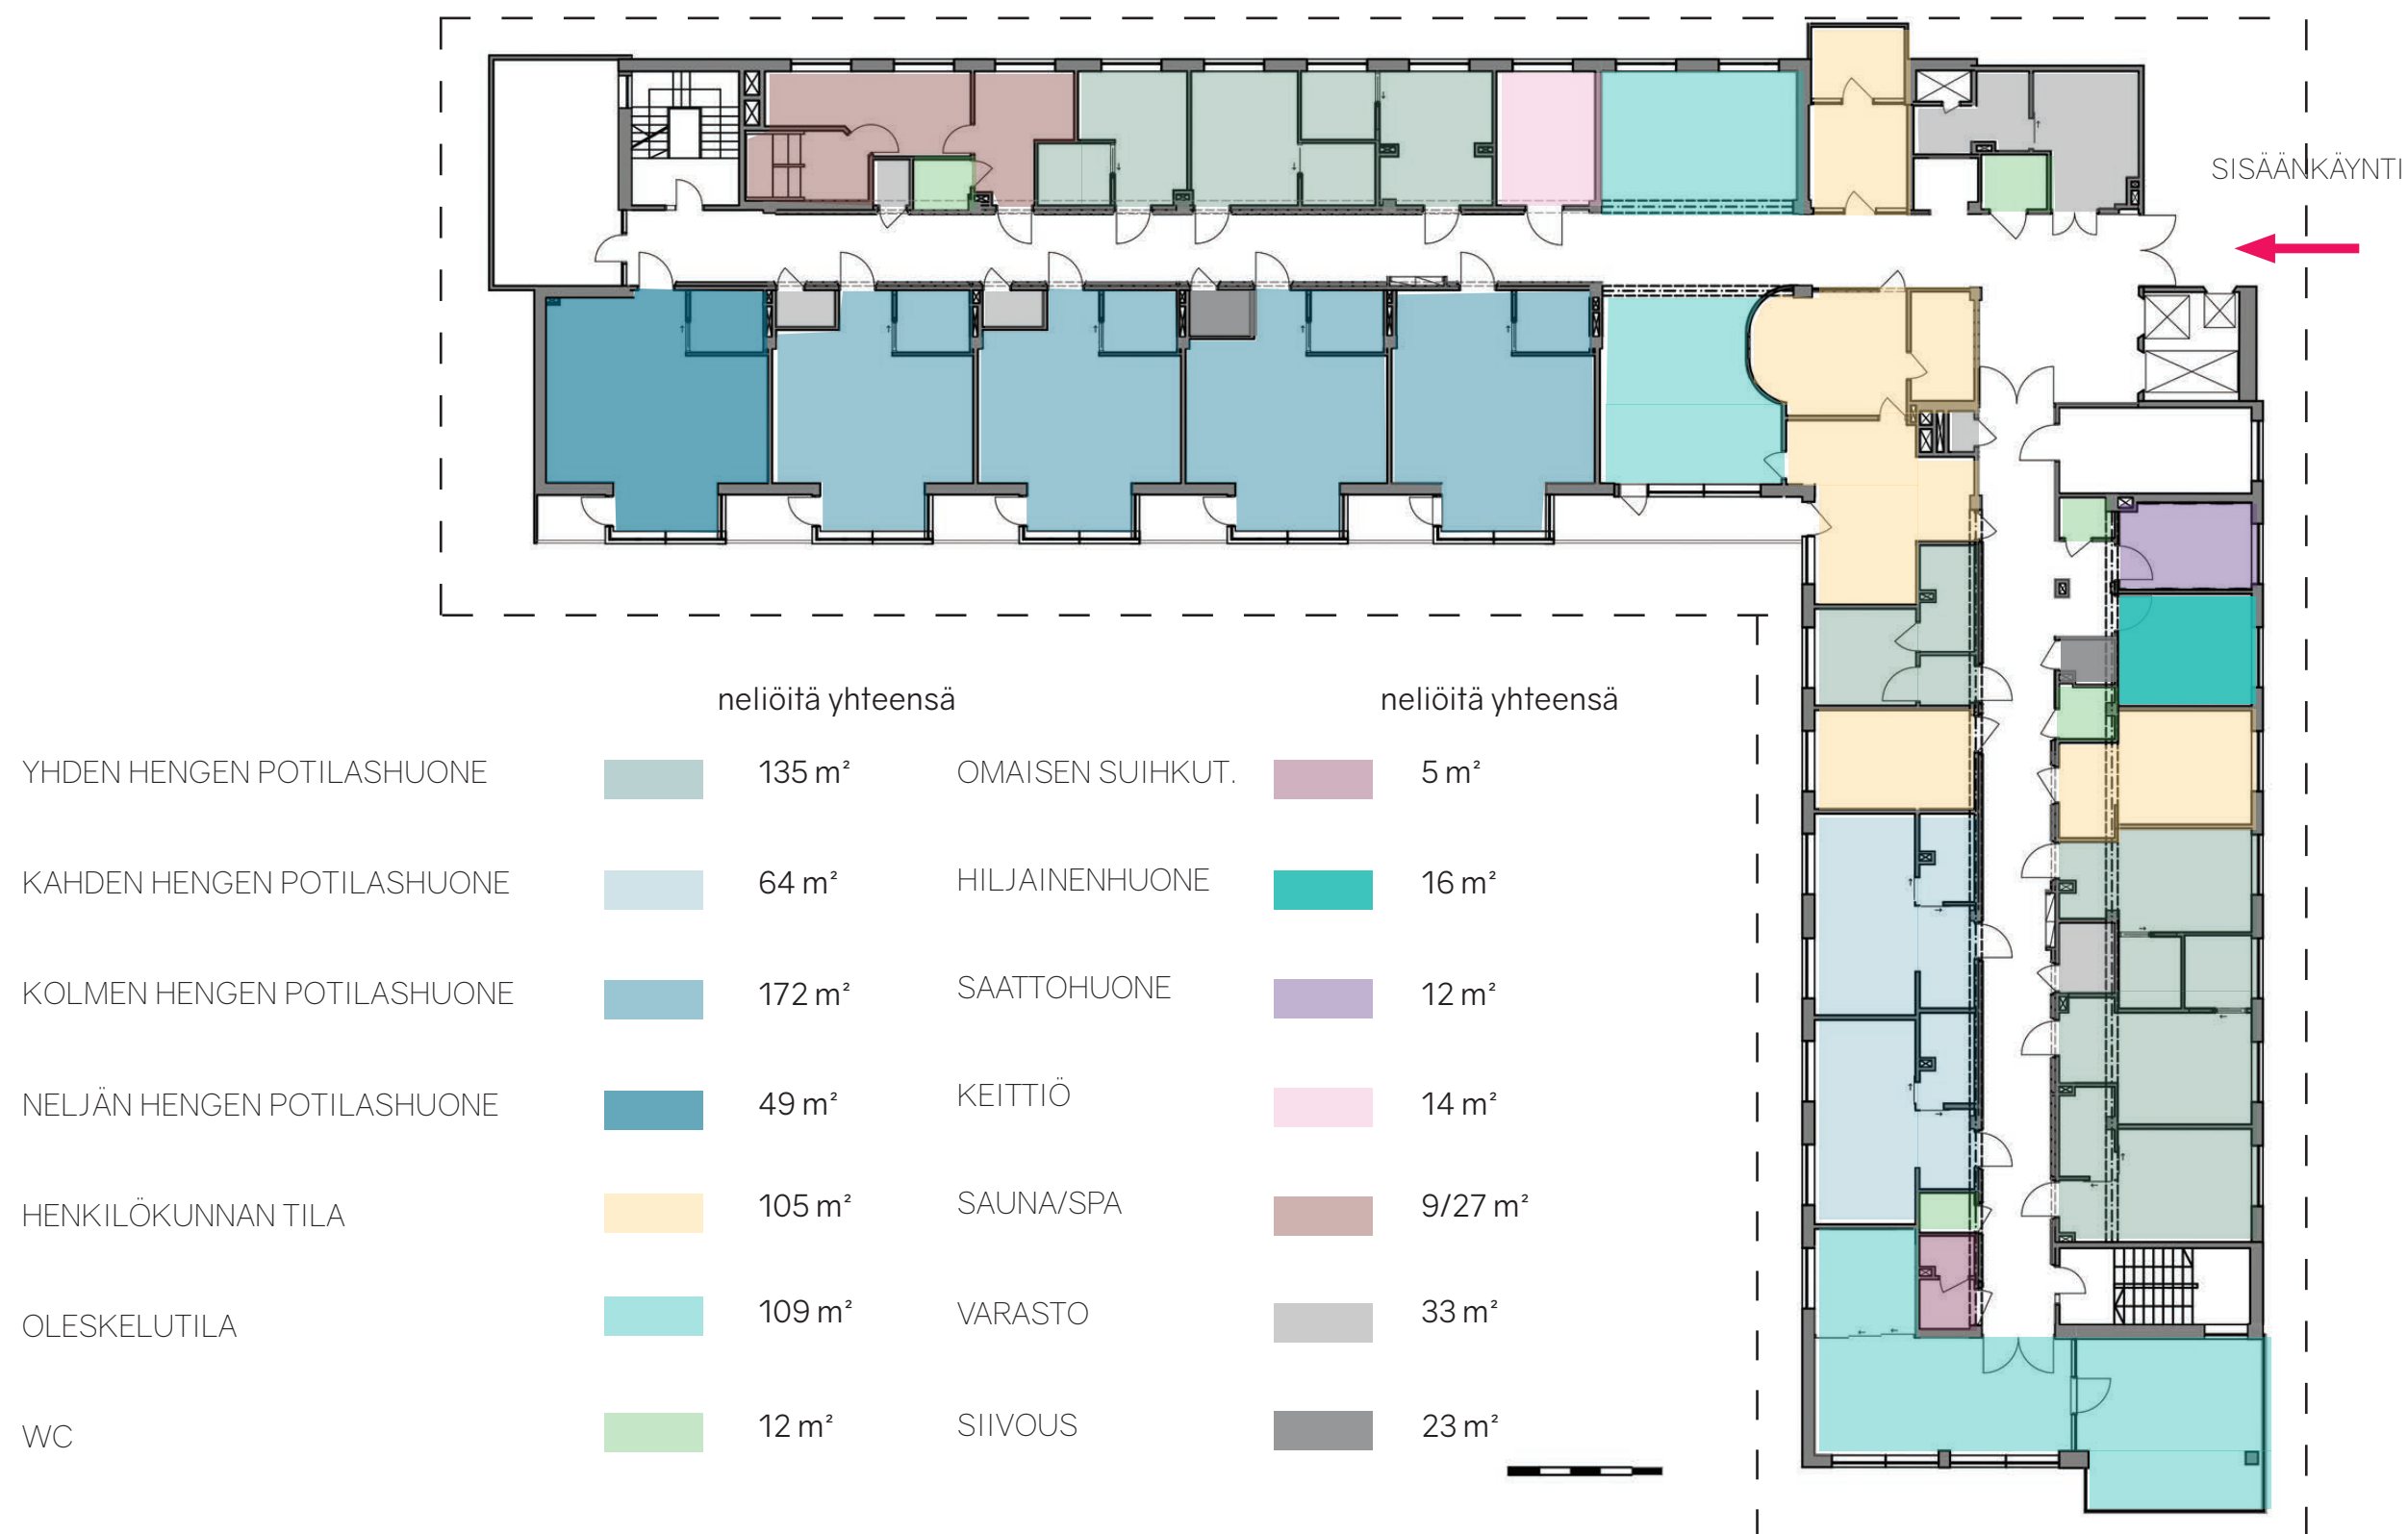 SISÄÄNKÄYNTI
neliöitä yhteensä neliöitä yhteensä
YHDEN HENGEN POTILASHUONE 135 m² OMAISEN SUIHKUT. 5 m²
KAHDEN HENGEN POTILASHUONE 64 m² HILJAINENHUONE 16 m²
KOLMEN HENGEN POTILASHUONE 172 m² SAATTOHUONE 12 m²
NELJÄN HENGEN POTILASHUONE 49 m² KEITTIÖ 14 m²
HENKILÖKUNNAN TILA 105 m² SAUNA/SPA 9/27 m²
OLESKELUTILA 109 m² VARASTO 33 m²
WC 12 m² SIIVOUS 23 m²